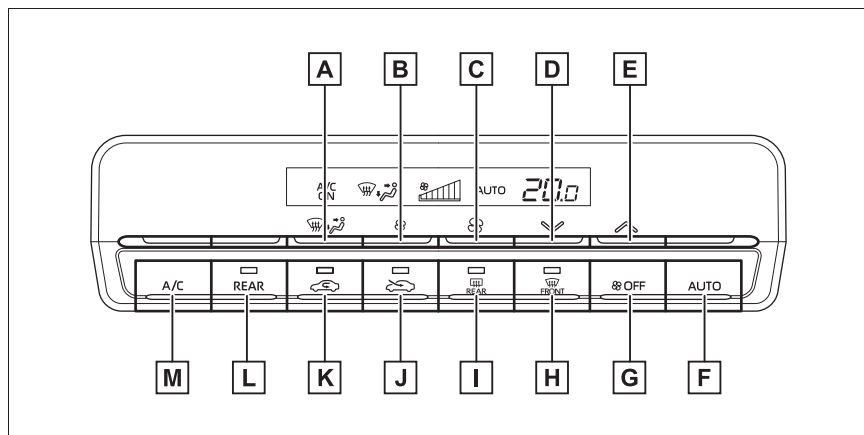 A B C D E
A/C
ON
AUTO 20.0
A/C REAR REAR FRONT OFF AUTO
M L K J I H G F